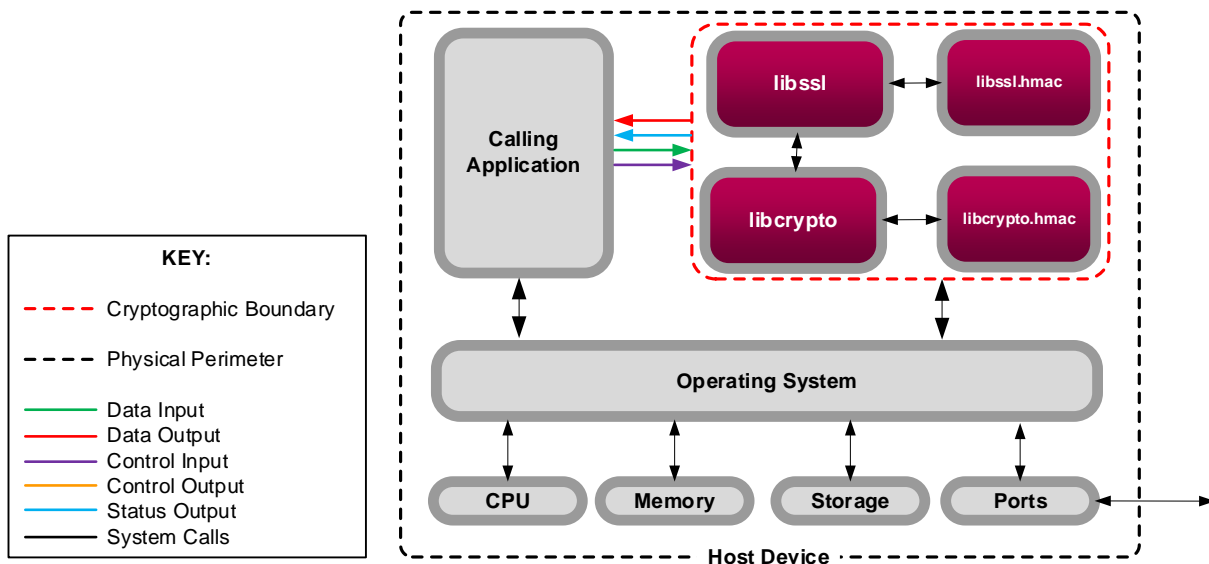 libssl
libssl.hmac
Calling
Application
libcrypto
libcrypto.hmac
KEY:
Cryptographic Boundary
Physical Perimeter
Data Input
Data Output
Control Input
Control Output
Status Output
System Calls
Operating System
CPU
Memory
Storage
Ports
Host Device